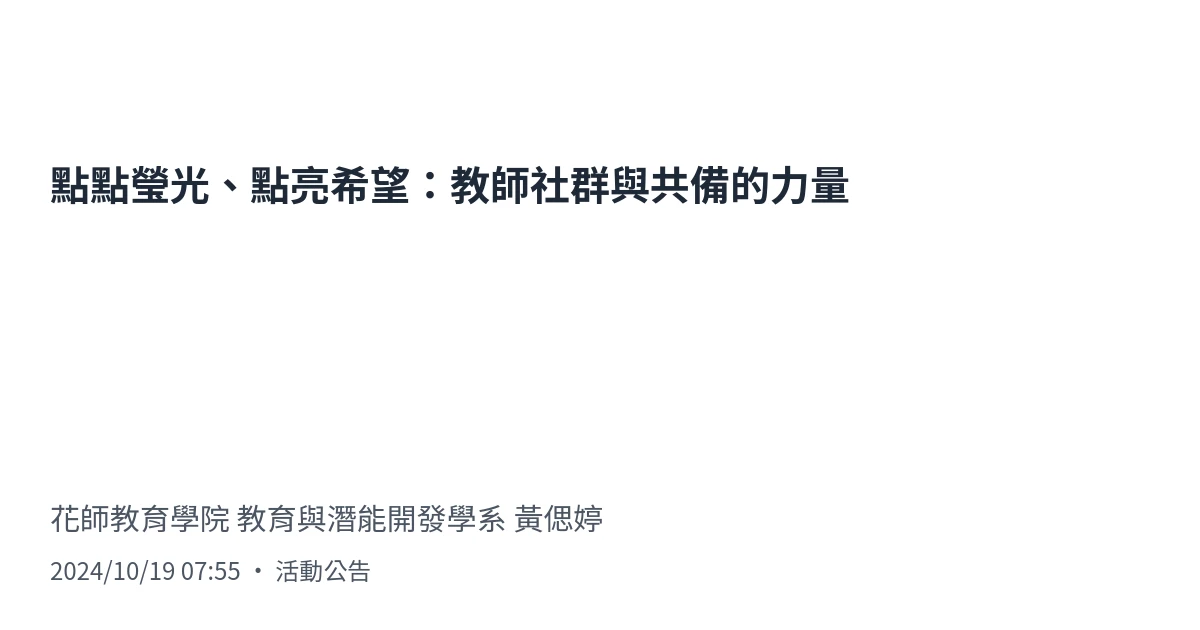 點點瑩光、點亮希望：教師社群與共備的力量
花師教育學院 教育與潛能開發學系 黃偲婷
2024/10/19 07:55 • 活動公告